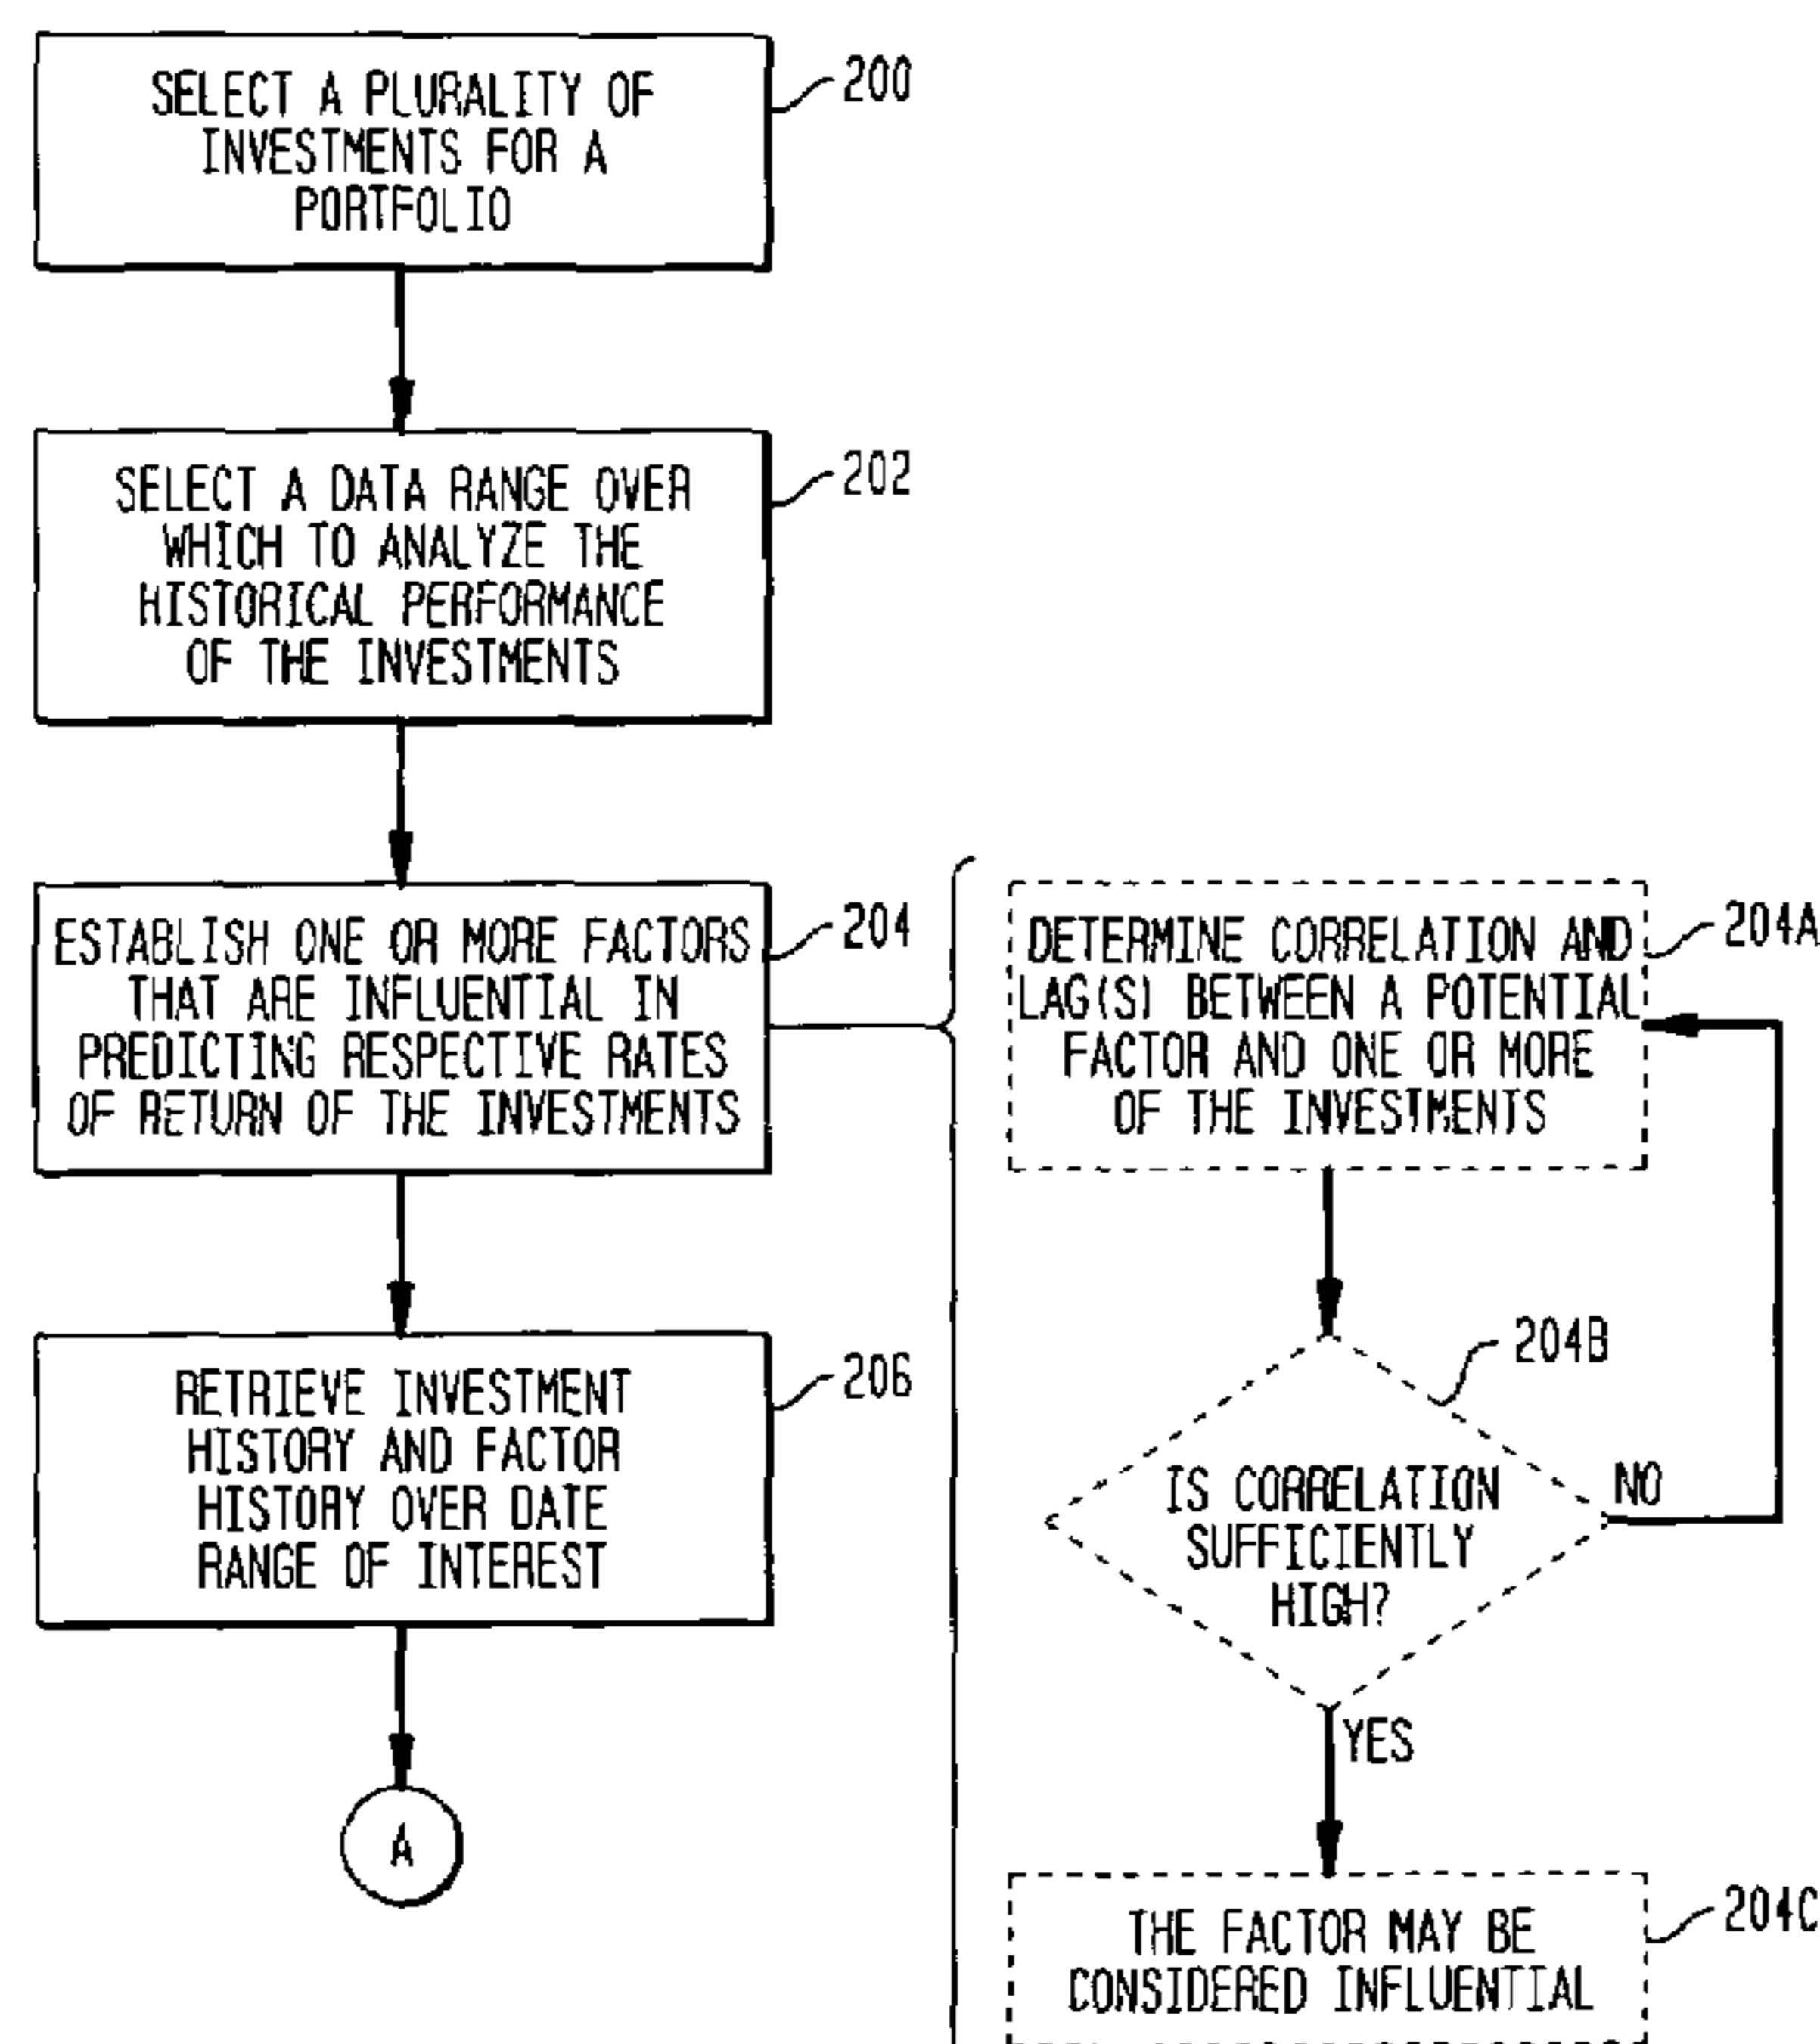 SELECT A PLURALITY OF
INVESTMENTS FOR A
PORTFOLIO
200
SELECT A DATA RANGE OVER
WHICH TO ANALYZE THE
HISTORICAL PERFORMANCE
OF THE INVESTMENTS
202
ESTABLISH ONE OR MORE FACTORS
THAT ARE INFLUENTIAL IN
PREDICTING RESPECTIVE RATES
OF RETURN OF THE INVESTMENTS
204
RETRIEVE INVESTMENT
HISTORY AND FACTOR
HISTORY OVER DATE
RANGE OF INTEREST
206
A
DETERMINE CORRELATION AND
LAG(S) BETWEEN A POTENTIAL
FACTOR AND ONE OR MORE
OF THE INVESTMENTS
204A
204B
IS CORRELATION
SUFFICIENTLY
HIGH?
NO
YES
THE FACTOR MAY BE
CONSIDERED INFLUENTIAL
204C